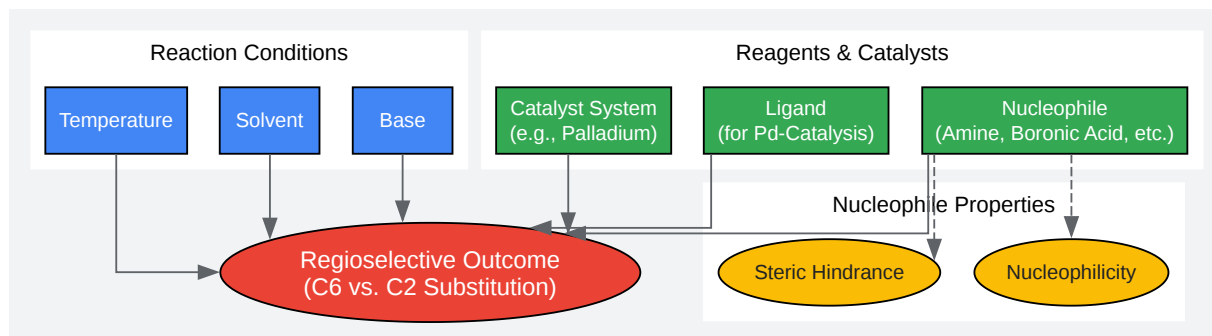 Reaction Conditions
Reagents & Catalysts
Temperature
Solvent
Base
Catalyst System
(e.g., Palladium)
Ligand
(for Pd-Catalysis)
Nucleophile
(Amine, Boronic Acid, etc.)
Nucleophile Properties
Regioselective Outcome
(C6 vs. C2 Substitution)
Steric Hindrance
Nucleophilicity